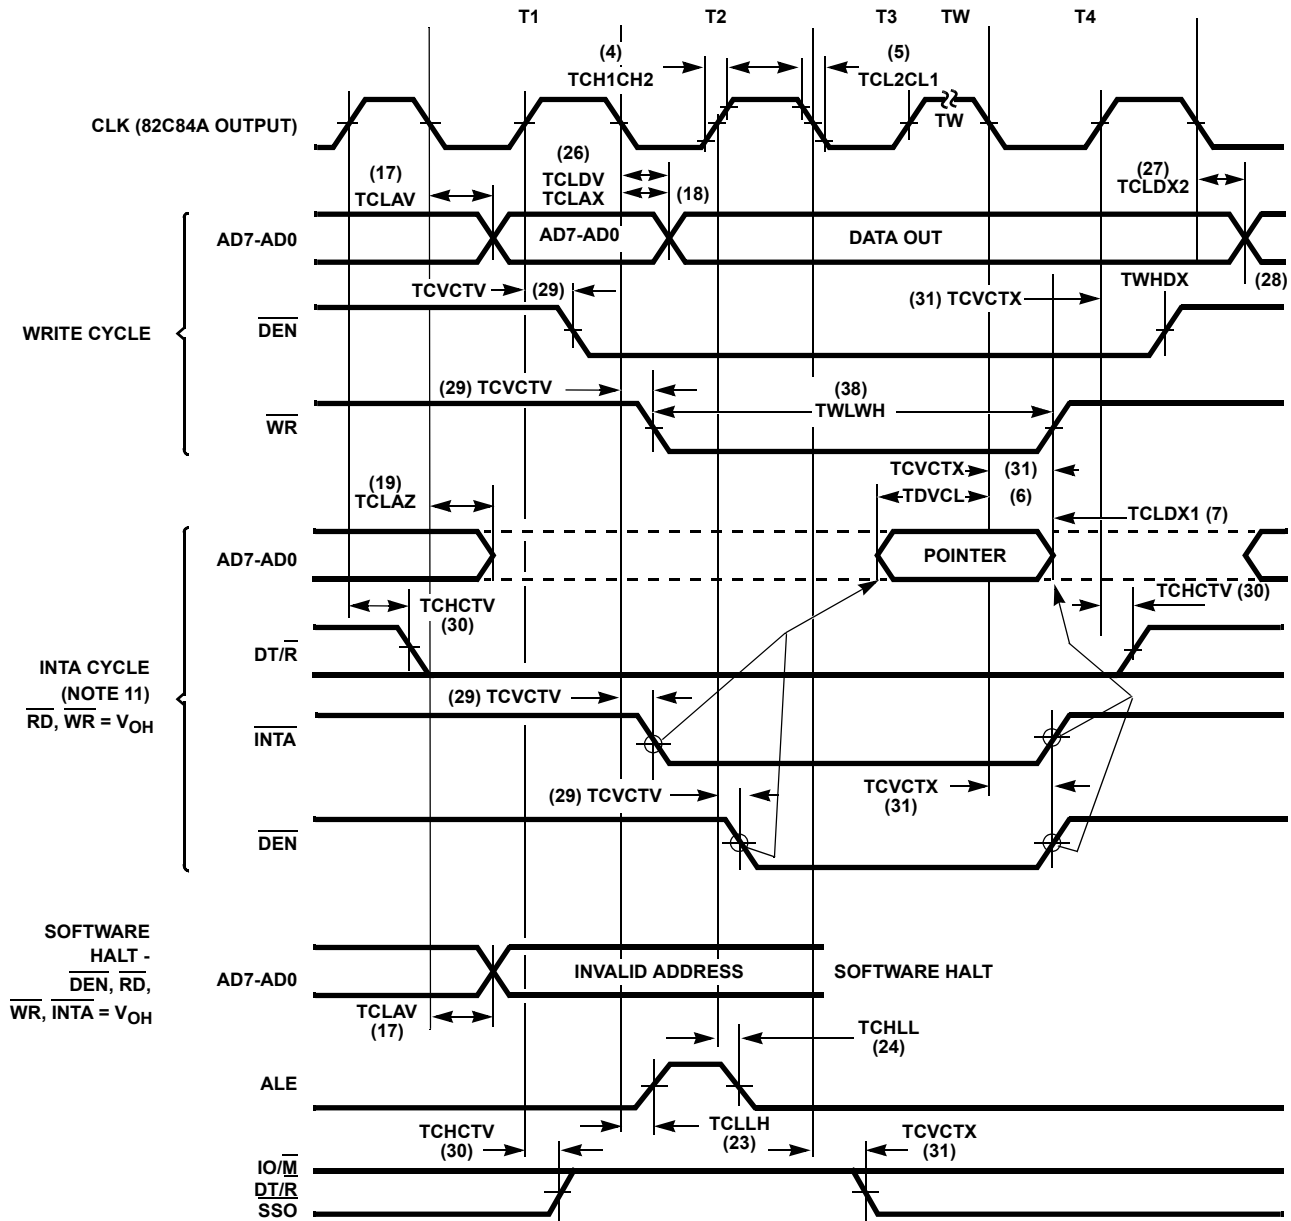 T1 T2 T3 TW T4
(4) (5)
TCH1CH2 TCL2CL1
CLK (82C84A OUTPUT) TW
(17) (26) (27)
TCLAV TCLDV TCLDX2
TCLAX (18)
AD7-AD0 AD7-AD0 DATA OUT
TCVCTV (29) (31) TCVCTX TWHDX (28)
WRITE CYCLE DEN
(29) TCVCTV (38)
TWLWH
WR
TCVCTX (31)
(19) TDVCL (6)
TCLAZ TCLDX1 (7)
AD7-AD0 POINTER
TCHCTV TCHCTV (30)
(30)
DT/R
INTA CYCLE
(NOTE 11) (29) TCVCTV
RD, WR = VOH INTA
(29) TCVCTV TCVCTX
(31)
DEN
SOFTWARE
HALT -
DEN, RD, AD7-AD0 INVALID ADDRESS SOFTWARE HALT
WR, INTA = VOH
TCLAV TCHLL
(17) (24)
ALE
TCHCTV TCLLH TCVCTX
(30) (23) (31)
IO/M
DT/R
SSO